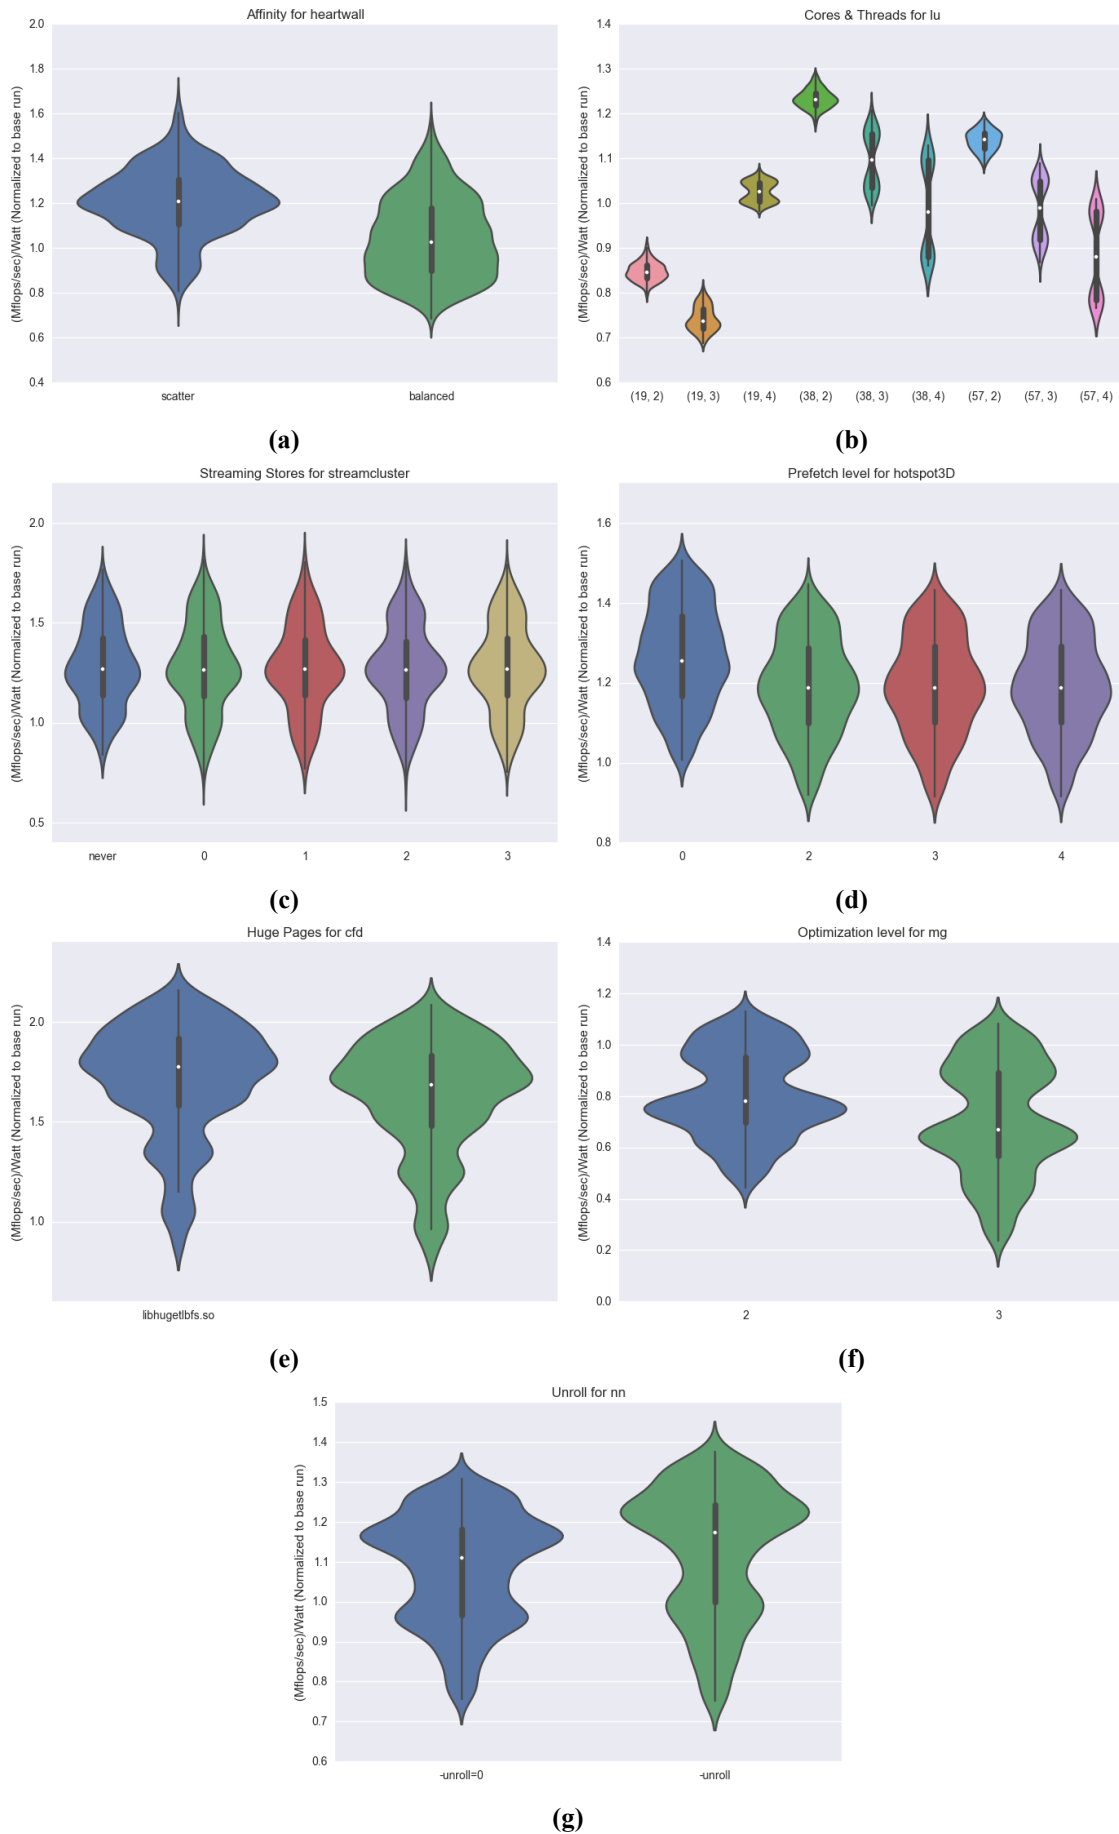 Affinity for heartwall
(Mflops/sec)/Watt (Normalized to base run)
2.0
1.8
1.6
1.4
1.2
1.0
0.8
0.6
0.4
scatter balanced
(a)
Cores & Threads for lu
(Mflops/sec)/Watt (Normalized to base run)
1.4
1.3
1.2
1.1
1.0
0.9
0.8
0.7
0.6
(19, 2) (19, 3) (19, 4) (38, 2) (38, 3) (38, 4) (57, 2) (57, 3) (57, 4)
(b)
Streaming Stores for streamcluster
(Mflops/sec)/Watt (Normalized to base run)
2.0
1.5
1.0
0.5
never 0 1 2 3
(c)
Prefetch level for hotspot3D
(Mflops/sec)/Watt (Normalized to base run)
1.6
1.4
1.2
1.0
0.8
0 2 3 4
(d)
Huge Pages for cfd
(Mflops/sec)/Watt (Normalized to base run)
2.0
1.5
1.0
libhugetlbfs.so
(e)
Optimization level for mg
(Mflops/sec)/Watt (Normalized to base run)
1.4
1.2
1.0
0.8
0.6
0.4
0.2
0.0
2 3
(f)
Unroll for nn
(Mflops/sec)/Watt (Normalized to base run)
1.5
1.4
1.3
1.2
1.1
1.0
0.9
0.8
0.7
0.6
-unroll=0 -unroll
(g)